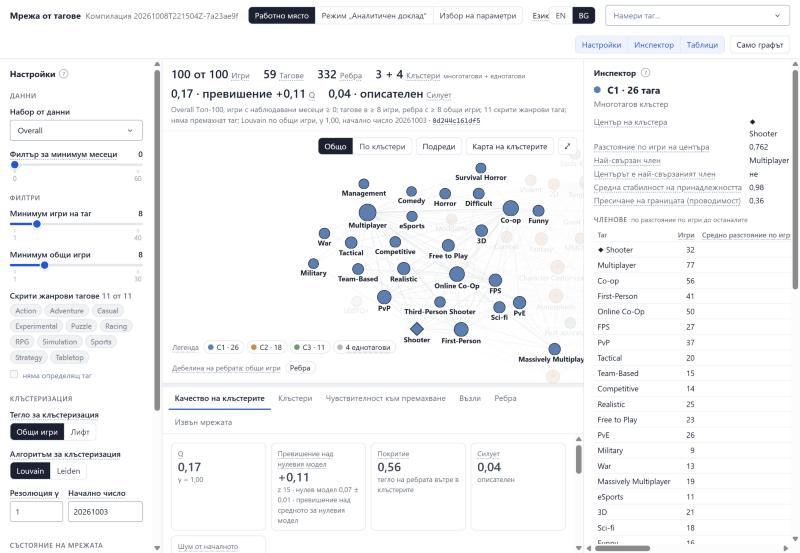 Мрежа от тагове Компилация 20261008T221504Z-7a23ae9f Работно място Режим „Аналитичен доклад“ Избор на параметри Език EN BG Намери таг…
Настройки Инспектор Таблици Само графът
Настройки ?
ДАННИ
Набор от данни
Overall
Филтър за минимум месеци 0
0 60
ФИЛТРИ
Минимум игри на таг 8
1 40
Минимум общи игри 8
1 30
Скрити жанрови тагове 11 от 11
Action Adventure Casual
Experimental Puzzle Racing
RPG Simulation Sports
Strategy Tabletop
няма определящ таг
КЛЪСТЕРИЗАЦИЯ
Тегло за клъстеризация
Общи игри Лифт
Алгоритъм за клъстеризация
Louvain Leiden
Резолюция γ Начално число
1 20261003
СЪСТОЯНИЕ НА МРЕЖАТА
100 от 100 Игри 59 Тагове 332 Ребра 3 + 4 Клъстери многотагови + еднотагови
0,17 · превишение +0,11 Q 0,04 · описателен Силует
Overall Топ-100, игри с наблюдавани месеци ≥ 0; тагове в ≥ 8 игри, ребра с ≥ 8 общи игри; 11 скрити жанрови тага;
няма премахнат таг; Louvain по общи игри, γ 1,00, начално число 20261003 · 8d244c161df5
Общо По клъстери Подреди Карта на клъстерите
Survival Horror
Management
Comedy
Horror
Difficult
Multiplayer
eSports
Co-op
Funny
War
Tactical
Competitive
3D
Free to Play
Military
Team-Based
Realistic
Online Co-Op
FPS
LGBTQ+
PvP
Third-Person Shooter
Sci-fi
PvE
Shooter
First-Person
Massively Multiplay
Легенда C1 · 26 C2 · 18 C3 · 11 4 еднотагови
Дебелина на ребрата: общи игри Ребра
Качество на клъстерите Клъстери Чувствителност към премахване Възли Ребра
Извън мрежата
Q
0,17
γ = 1,00
Превишение над
нулевия модел
+0,11
z 15 · нулев модел 0,07 ±
0,01 · превишение над
средното за нулевия
модел
Покритие
0,56
тегло на ребрата вътре в
клъстерите
Силует
0,04
описателен
Шум от началното
Инспектор ?
C1 · 26 тага
Многотагов клъстер
Център на клъстера ◆
Shooter
Разстояние по игри на центъра 0,762
Най-свързан член Multiplayer
Центърът е най-свързаният член не
Средна стабилност на принадлежността 0,98
Пресичане на границата (проводимост) 0,36
ЧЛЕНОВЕ по разстояние по игри до останалите
Таг Игри Средно разстояние по игр
◆ Shooter 32
Multiplayer 77
Co-op 56
First-Person 41
Online Co-Op 50
FPS 27
PvP 37
Tactical 20
Team-Based 15
Competitive 14
Realistic 25
Free to Play 23
PvE 26
Military 9
War 13
Massively Multiplayer 19
eSports 11
3D 21
Sci-fi 18
Funny 16